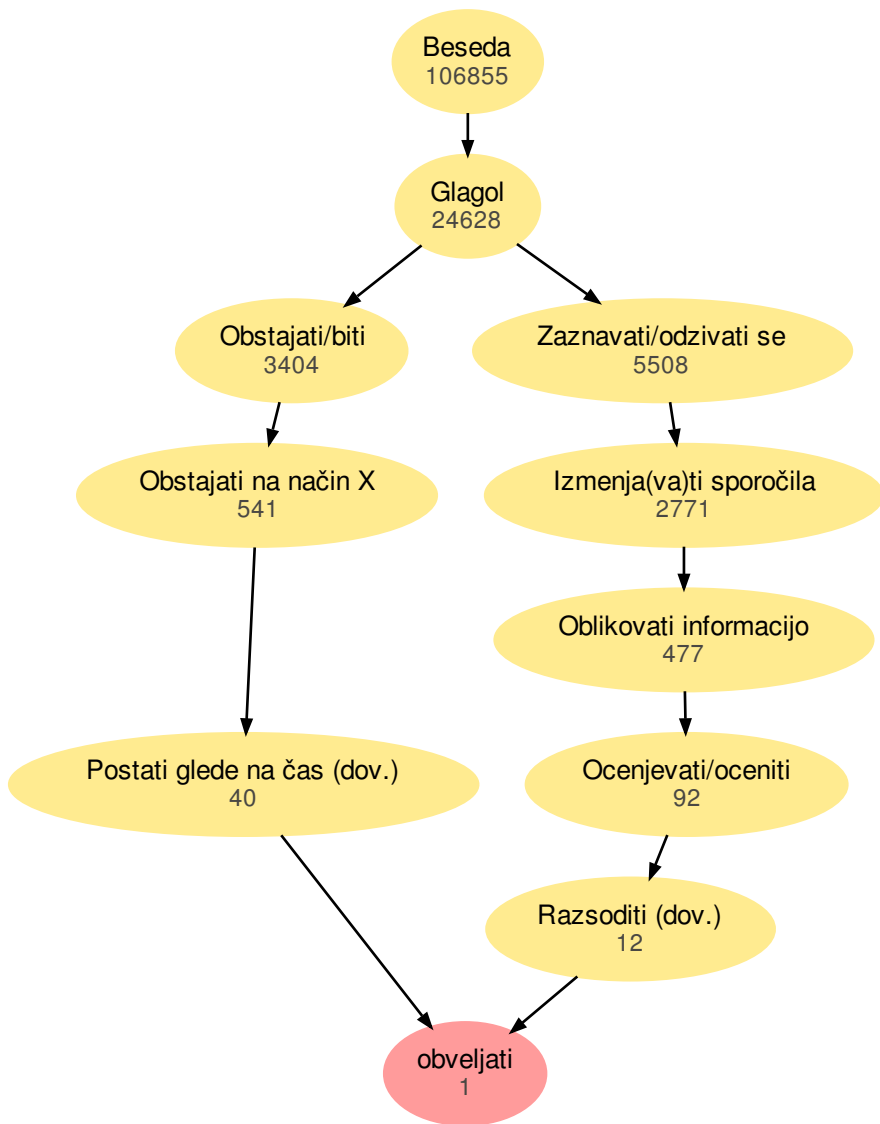 Beseda
106855
Glagol
24628
Obstajati/biti
3404
Zaznavati/odzivati se
5508
Obstajati na način X
541
Izmenja(va)ti sporočila
2771
Oblikovati informacijo
477
Postati glede na čas (dov.)
40
Ocenjevati/oceniti
92
Razsoditi (dov.)
12
obveljati
1